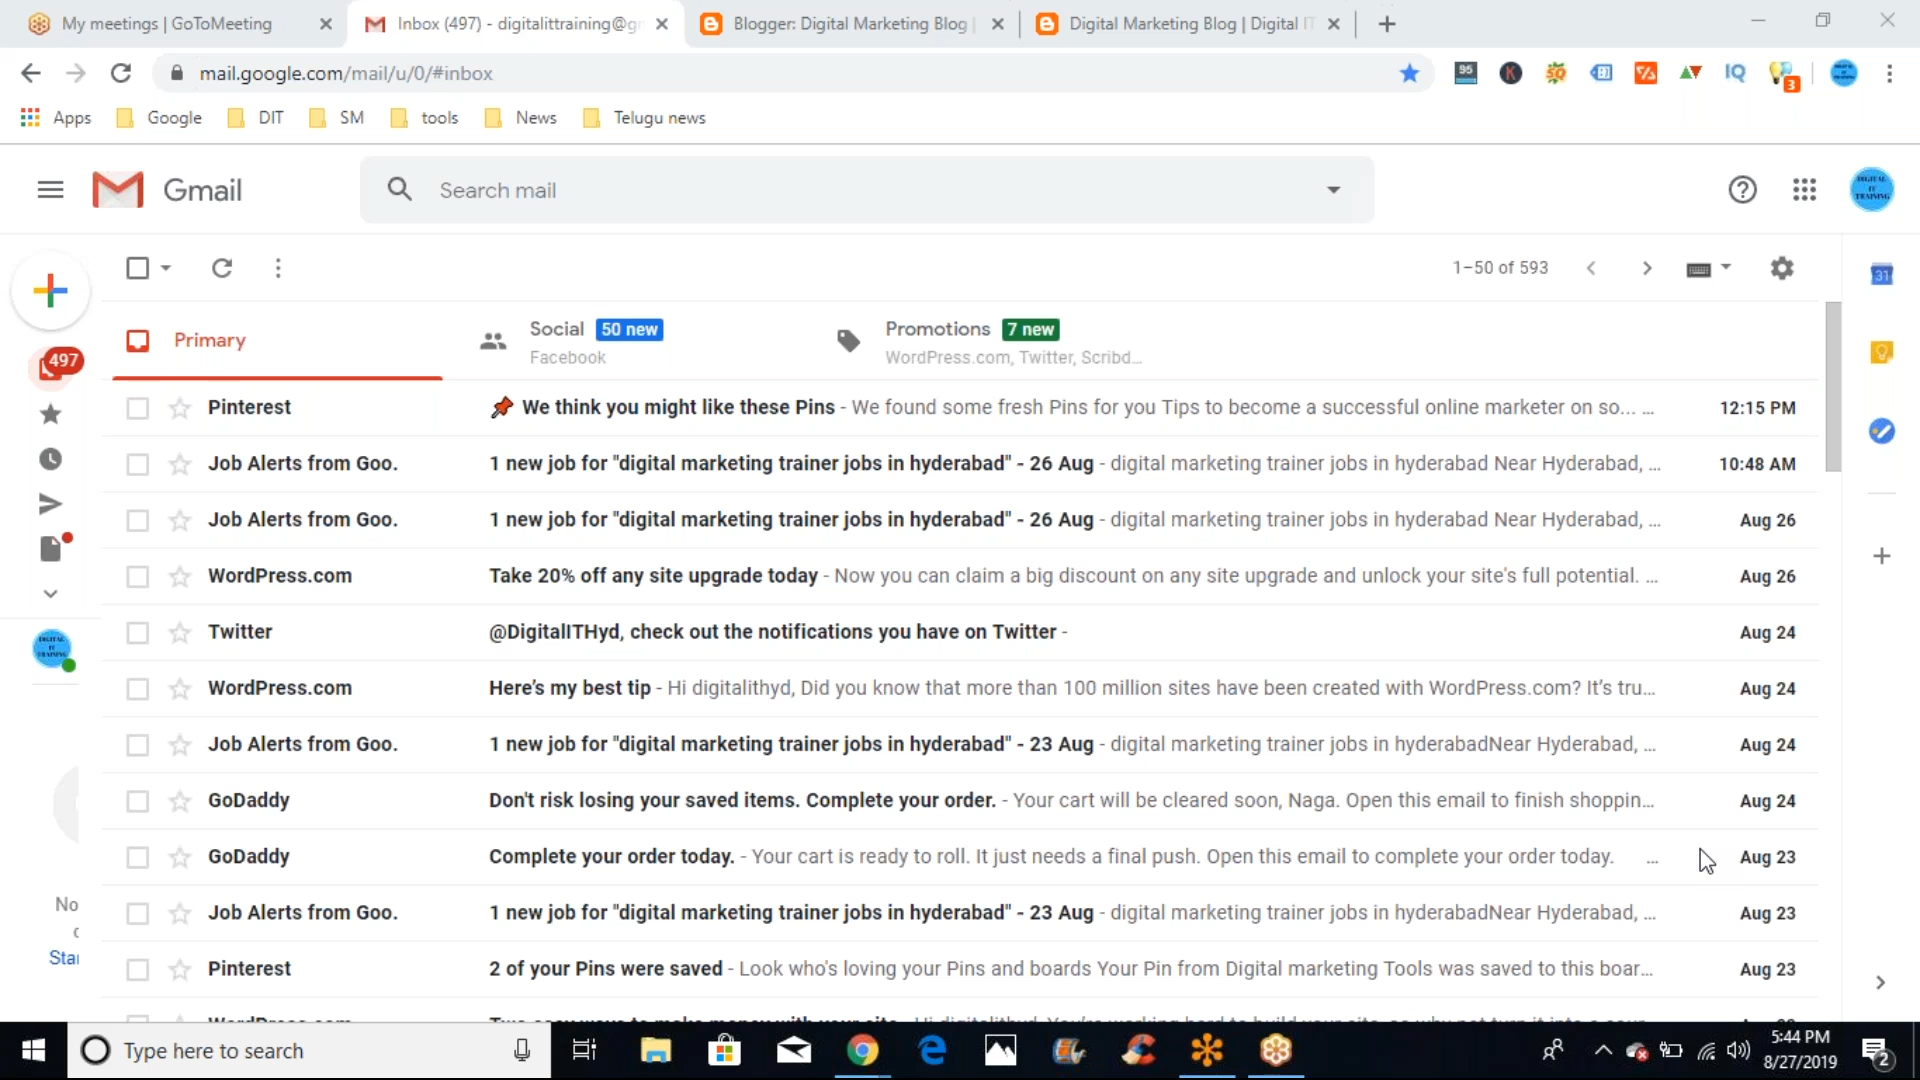 My meetings | GoToMeeting
Inbox (497) - digitalittraining@gr
Blogger: Digital Marketing Blog |
Digital Marketing Blog | Digital IT
mail.google.com/mail/u/0/#inbox
95
K
SQ
IQ
3
Apps
Google
DIT
SM
tools
News
Telugu news
Gmail
Search mail
DIGITAL IT TRAINING
1–50 of 593
31
497
Primary
Social 50 new
Facebook
Promotions 7 new
WordPress.com, Twitter, Scribd...
Pinterest We think you might like these Pins - We found some fresh Pins for you Tips to become a successful online marketer on so... ... 12:15 PM
Job Alerts from Goo. 1 new job for "digital marketing trainer jobs in hyderabad" - 26 Aug - digital marketing trainer jobs in hyderabad Near Hyderabad, ... 10:48 AM
Job Alerts from Goo. 1 new job for "digital marketing trainer jobs in hyderabad" - 26 Aug - digital marketing trainer jobs in hyderabad Near Hyderabad, ... Aug 26
WordPress.com Take 20% off any site upgrade today - Now you can claim a big discount on any site upgrade and unlock your site's full potential. ... Aug 26
Twitter @DigitalITHyd, check out the notifications you have on Twitter - Aug 24
WordPress.com Here’s my best tip - Hi digitalithyd, Did you know that more than 100 million sites have been created with WordPress.com? It’s tru... Aug 24
Job Alerts from Goo. 1 new job for "digital marketing trainer jobs in hyderabad" - 23 Aug - digital marketing trainer jobs in hyderabadNear Hyderabad, ... Aug 24
GoDaddy Don't risk losing your saved items. Complete your order. - Your cart will be cleared soon, Naga. Open this email to finish shoppin... Aug 24
GoDaddy Complete your order today. - Your cart is ready to roll. It just needs a final push. Open this email to complete your order today. ... Aug 23
Job Alerts from Goo. 1 new job for "digital marketing trainer jobs in hyderabad" - 23 Aug - digital marketing trainer jobs in hyderabadNear Hyderabad, ... Aug 23
Pinterest 2 of your Pins were saved - Look who's loving your Pins and boards Your Pin from Digital marketing Tools was saved to this boar... Aug 23
DIGITAL IT TRAINING
No
Star
Type here to search
5:44 PM
8/27/2019
2